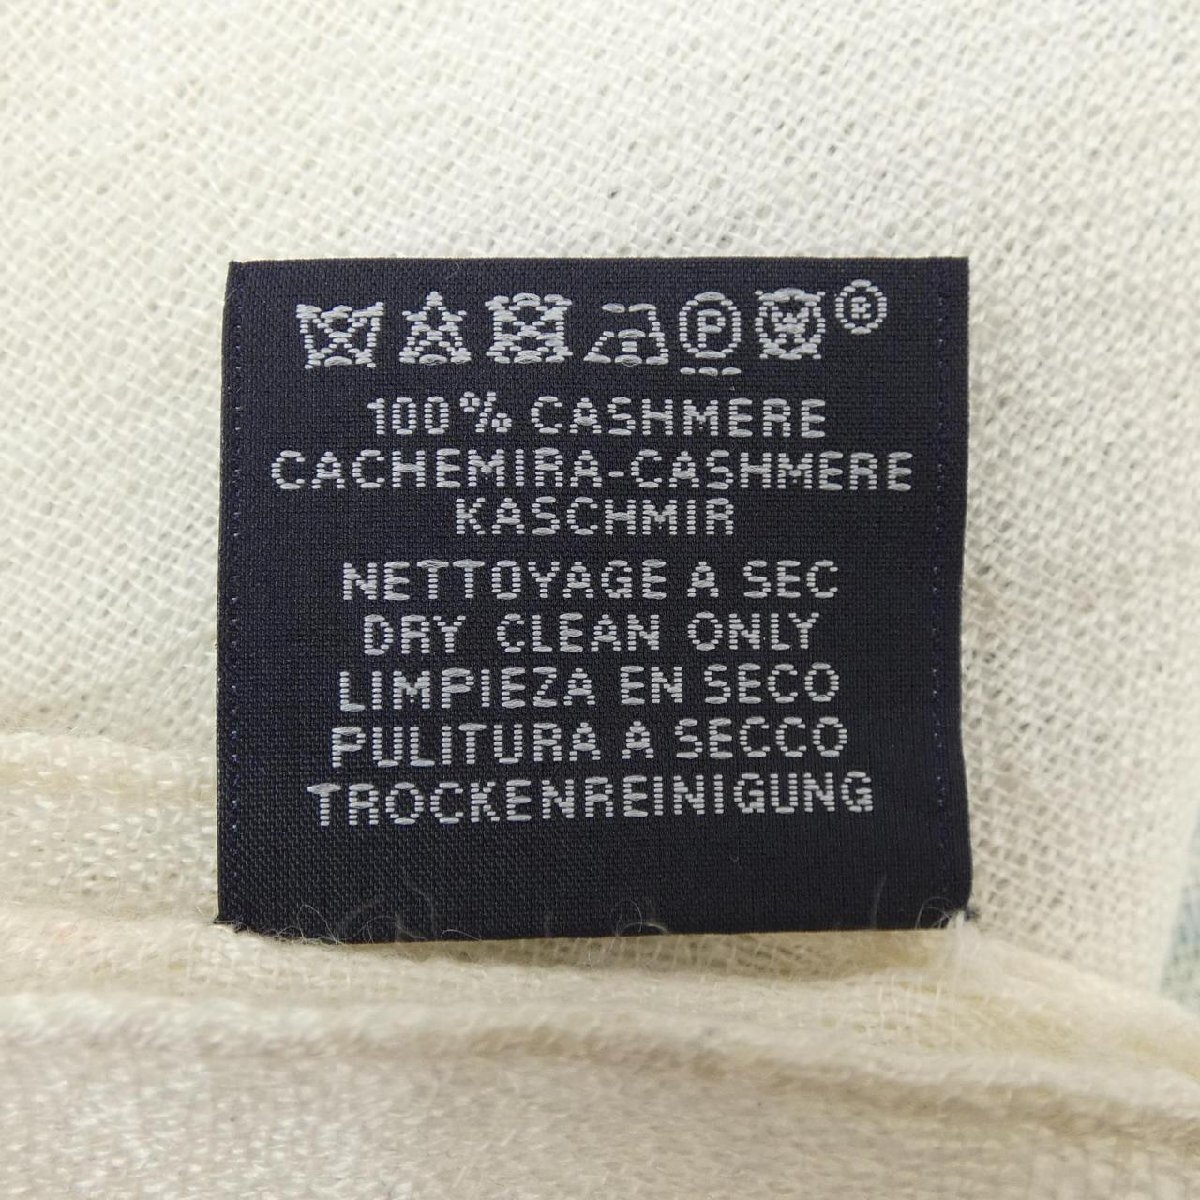 P W ®
100% CASHMERE
CACHEMIRA-CASHMERE
KASCHMIR
NETTOYAGE A SEC
DRY CLEAN ONLY
LIMPIEZA EN SECO
PULITURA A SECCO
TROCKENREINIGUNG